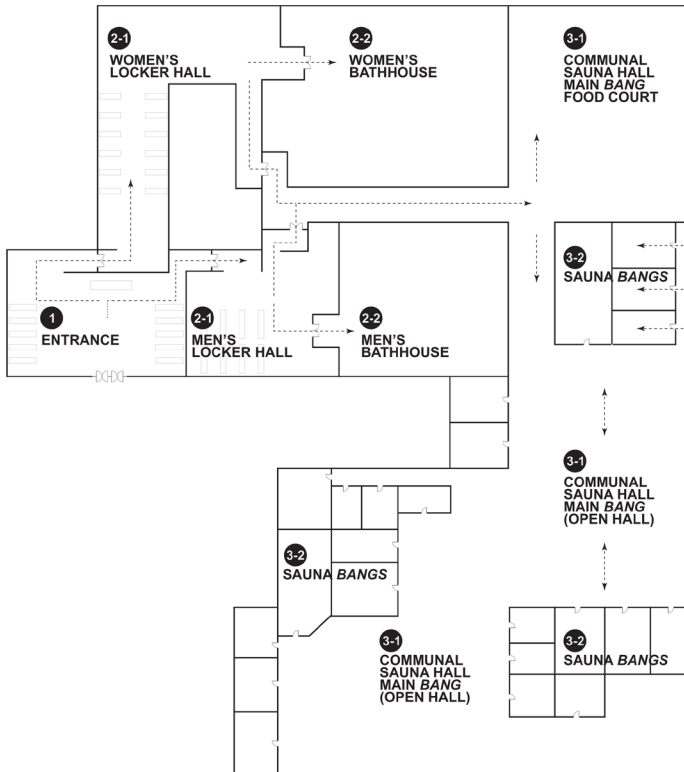 2-1
WOMEN'S
LOCKER HALL
2-2
WOMEN'S
BATHHOUSE
3-1
COMMUNAL
SAUNA HALL
MAIN BANG
FOOD COURT
3-2
SAUNA BANGS
1
ENTRANCE
2-1
MEN'S
LOCKER HALL
2-2
MEN'S
BATHHOUSE
3-1
COMMUNAL
SAUNA HALL
MAIN BANG
(OPEN HALL)
3-2
SAUNA BANGS
3-1
COMMUNAL
SAUNA HALL
MAIN BANG
(OPEN HALL)
3-2
SAUNA BANGS